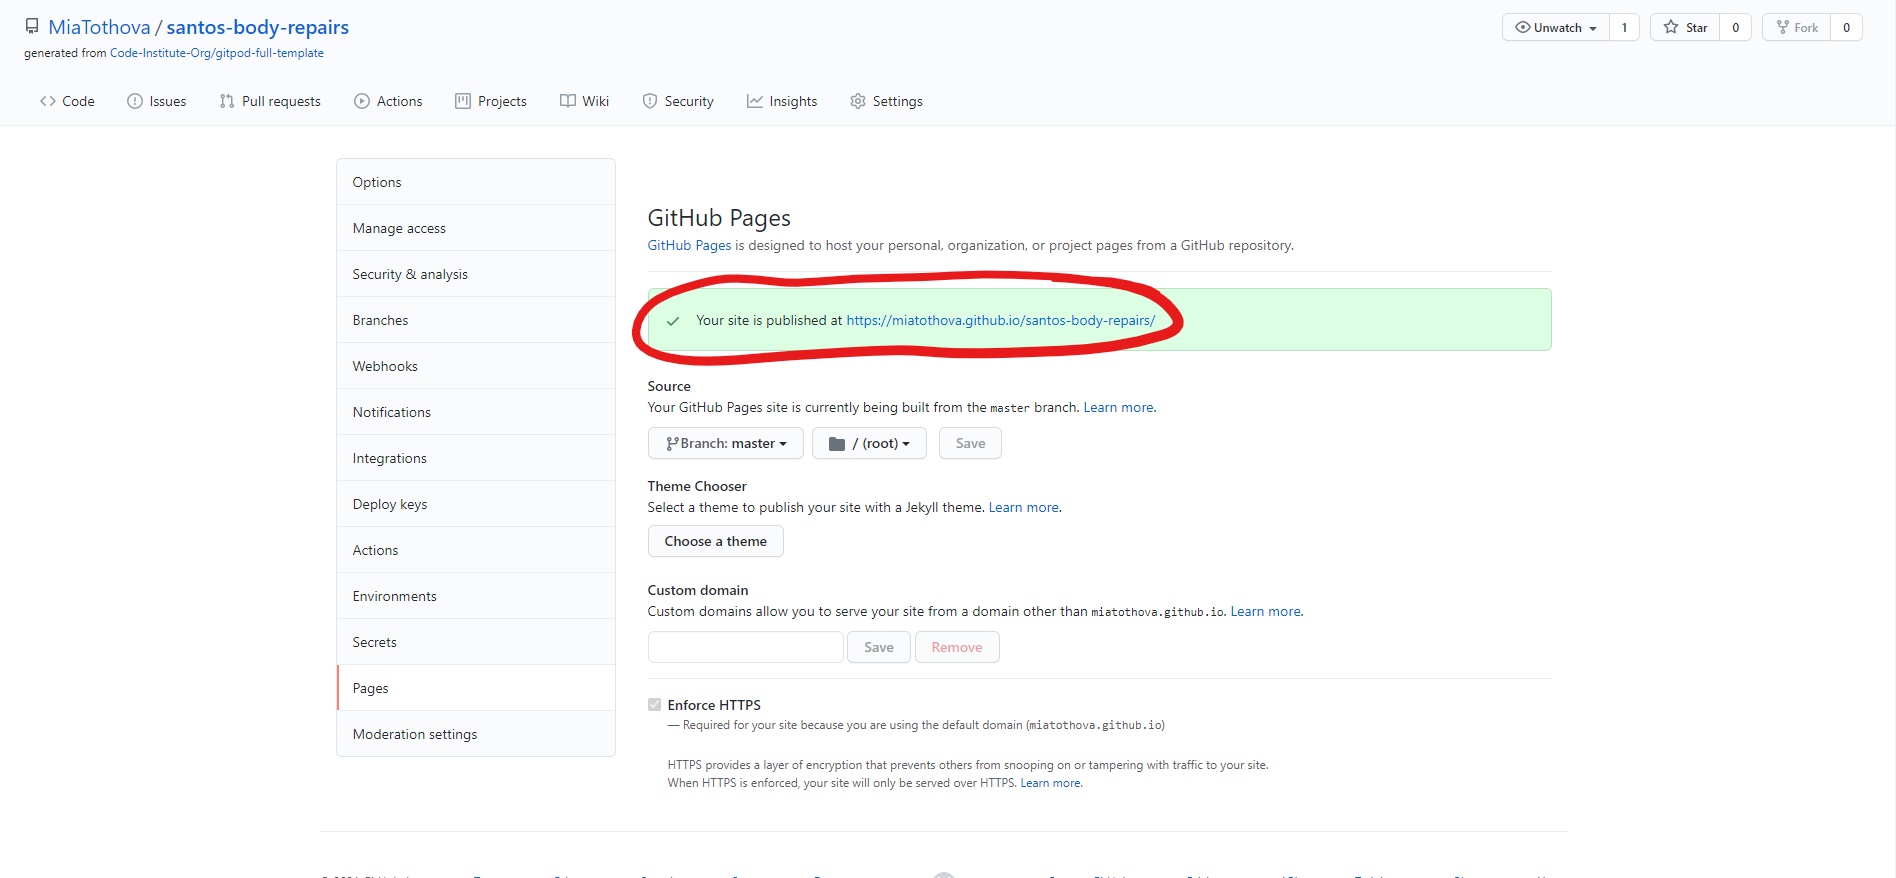 MiaTothova / santos-body-repairs
Unwatch 1 Star 0 Fork 0
generated from Code-Institute-Org/gitpod-full-template
Code Issues Pull requests Actions Projects Wiki Security Insights Settings
Options
Manage access
Security & analysis
Branches
Webhooks
Notifications
Integrations
Deploy keys
Actions
Environments
Secrets
Pages
Moderation settings
GitHub Pages
GitHub Pages is designed to host your personal, organization, or project pages from a GitHub repository.
Your site is published at https://miatothova.github.io/santos-body-repairs/
Source
Your GitHub Pages site is currently being built from the master branch. Learn more.
Branch: master / (root) Save
Theme Chooser
Select a theme to publish your site with a Jekyll theme. Learn more.
Choose a theme
Custom domain
Custom domains allow you to serve your site from a domain other than miatothova.github.io. Learn more.
Save Remove
Enforce HTTPS
— Required for your site because you are using the default domain (miatothova.github.io)
HTTPS provides a layer of encryption that prevents others from snooping on or tampering with traffic to your site.
When HTTPS is enforced, your site will only be served over HTTPS. Learn more.